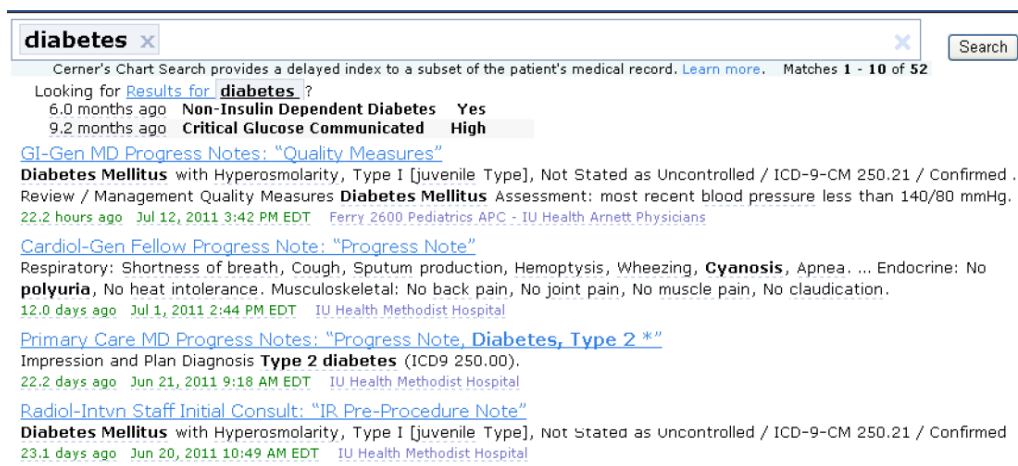 diabetes x
x
Search
Cerner's Chart Search provides a delayed index to a subset of the patient's medical record. Learn more. Matches 1 - 10 of 52
Looking for Results for diabetes ?
6.0 months ago Non-Insulin Dependent Diabetes Yes
9.2 months ago Critical Glucose Communicated High
GI-Gen MD Progress Notes: "Quality Measures"
Diabetes Mellitus with Hyperosmolarity, Type I [juvenile Type], Not Stated as Uncontrolled / ICD-9-CM 250.21 / Confirmed .
Review / Management Quality Measures Diabetes Mellitus Assessment: most recent blood pressure less than 140/80 mmHg.
22.2 hours ago Jul 12, 2011 3:42 PM EDT Ferry 2600 Pediatrics APC - IU Health Arnett Physicians
Cardiol-Gen Fellow Progress Note: "Progress Note"
Respiratory: Shortness of breath, Cough, Sputum production, Hemoptysis, Wheezing, Cyanosis, Apnea. ... Endocrine: No
polyuria, No heat intolerance. Musculoskeletal: No back pain, No joint pain, No muscle pain, No claudication.
12.0 days ago Jul 1, 2011 2:44 PM EDT IU Health Methodist Hospital
Primary Care MD Progress Notes: "Progress Note, Diabetes, Type 2 *"
Impression and Plan Diagnosis Type 2 diabetes (ICD9 250.00).
22.2 days ago Jun 21, 2011 9:18 AM EDT IU Health Methodist Hospital
Radiol-Intvn Staff Initial Consult: "IR Pre-Procedure Note"
Diabetes Mellitus with Hyperosmolarity, Type I [juvenile Type], Not Stated as Uncontrolled / ICD-9-CM 250.21 / Confirmed
23.1 days ago Jun 20, 2011 10:49 AM EDT IU Health Methodist Hospital